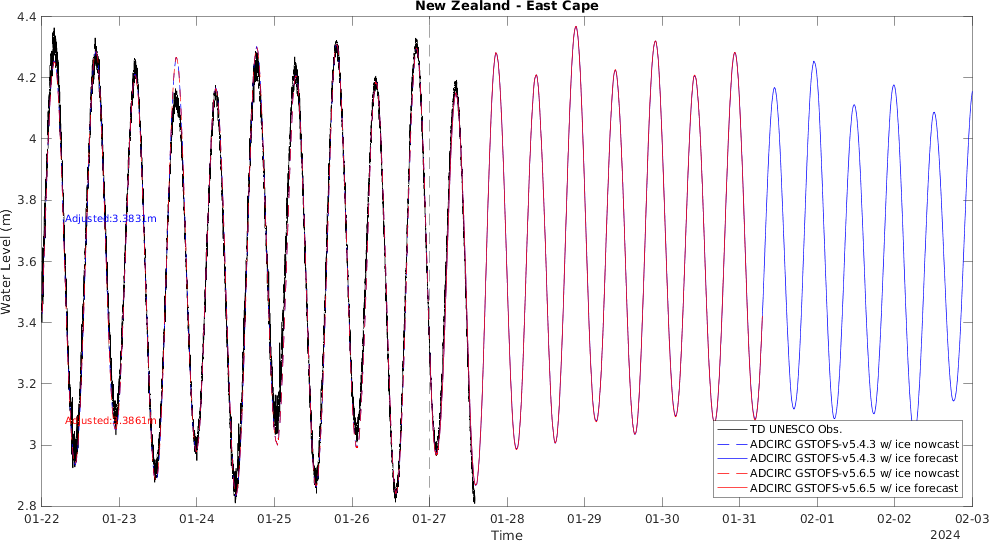 New Zealand - East Cape
4.4
4.2
4
3.8
3.6
3.4
3.2
3
2.8
Water Level (m)
Adjusted:3.3831m
Adjusted:3.3861m
TD UNESCO Obs.
ADCIRC GSTOFS-v5.4.3 w/ ice nowcast
ADCIRC GSTOFS-v5.4.3 w/ ice forecast
ADCIRC GSTOFS-v5.6.5 w/ ice nowcast
ADCIRC GSTOFS-v5.6.5 w/ ice forecast
01-22 01-23 01-24 01-25 01-26 01-27 01-28 01-29 01-30 01-31 02-01 02-02 02-03
Time
2024